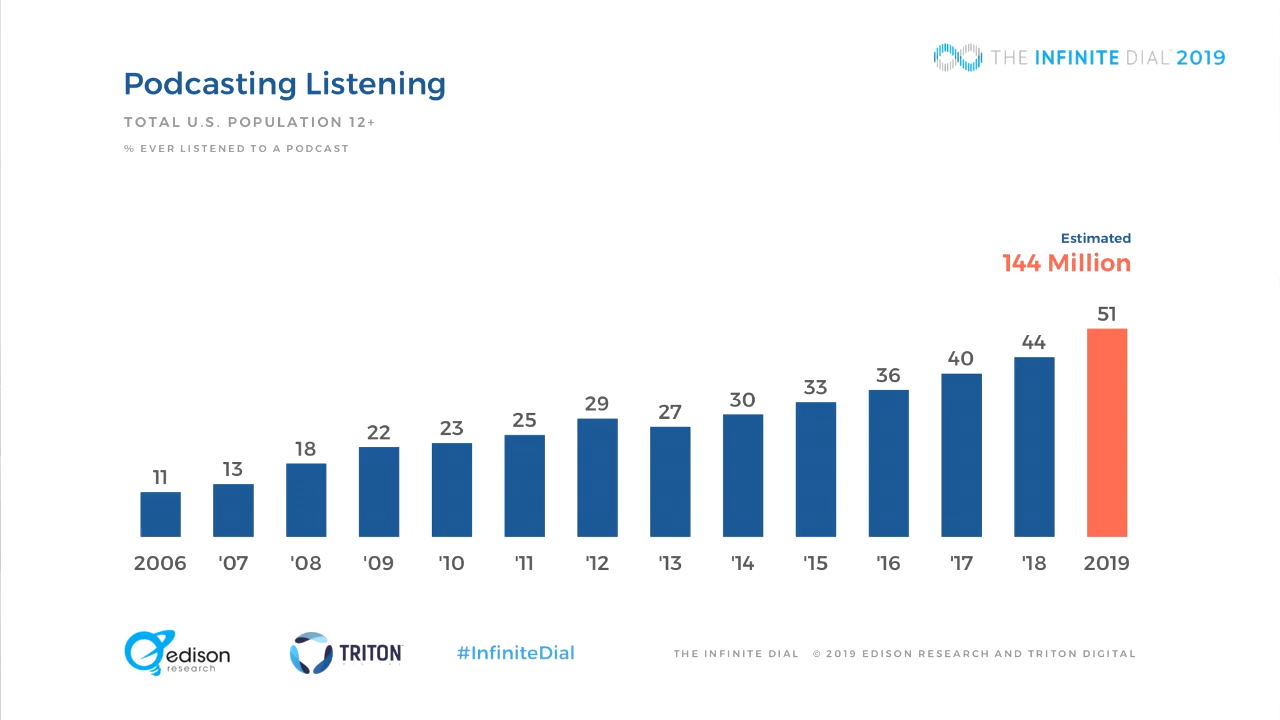 THE INFINITE DIAL 2019
Podcasting Listening
TOTAL U.S. POPULATION 12+
% EVER LISTENED TO A PODCAST
Estimated
144 Million
11 13 18 22 23 25 29 27 30 33 36 40 44 51
2006 '07 '08 '09 '10 '11 '12 '13 '14 '15 '16 '17 '18 2019
edison
research
TRITON
#InfiniteDial
THE INFINITE DIAL © 2019 EDISON RESEARCH AND TRITON DIGITAL